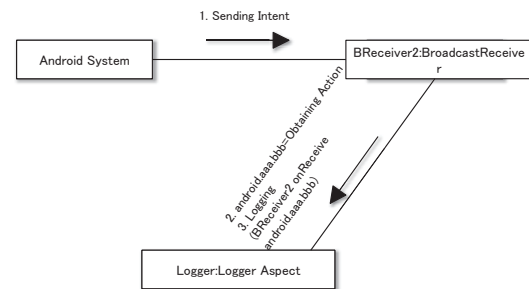 1. Sending Intent
Android System
BReceiver2:BroadcastReceive
r
2. android.aaa.bbb=Obtaining Action
3. Logging
(BReceiver2 onReceive
android.aaa.bbb)
Logger:Logger Aspect